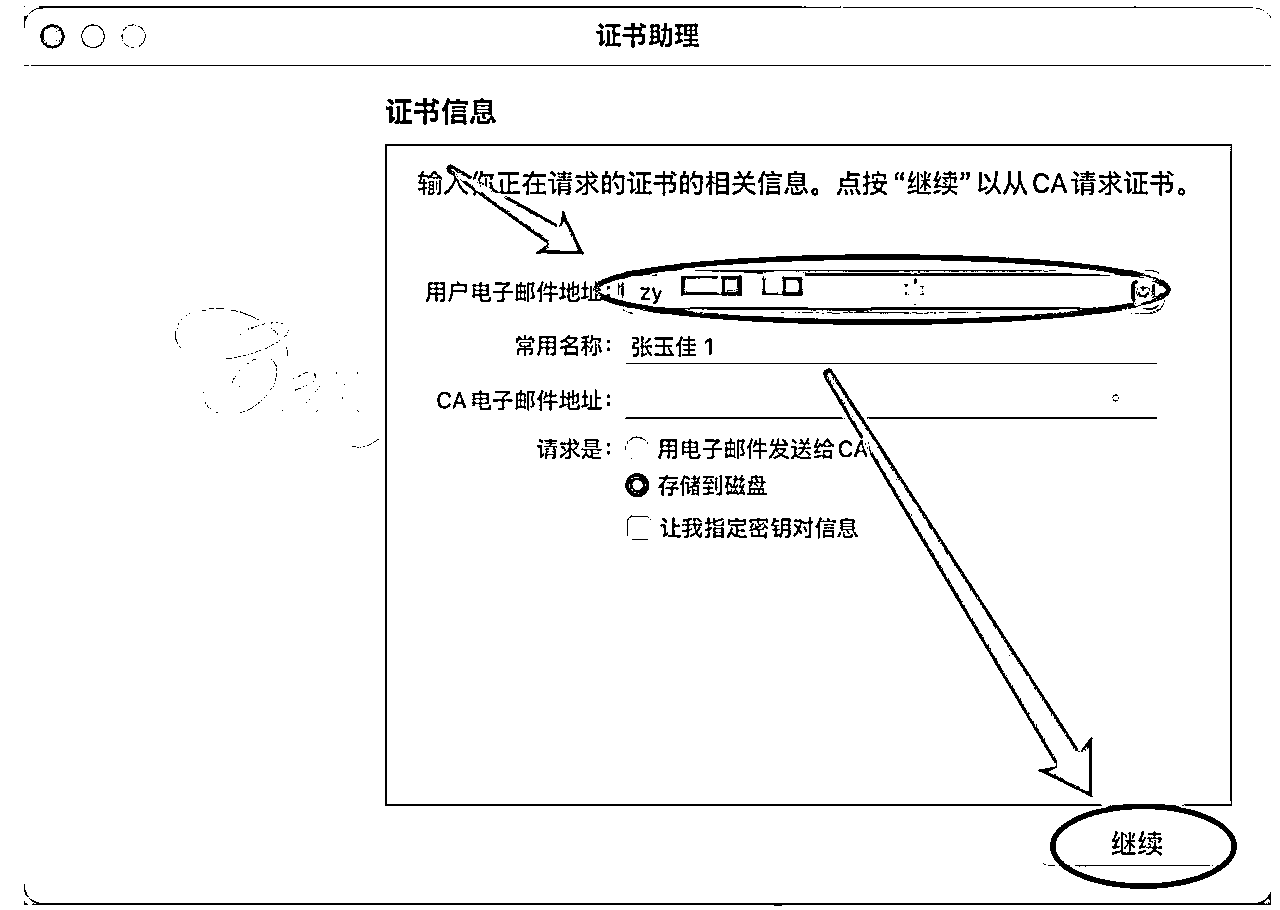 证书助理
证书信息
输入你正在请求的证书的相关信息。点按“继续”以从CA请求证书。
用户电子邮件地址: zy
常用名称: 张玉佳 1
CA 电子邮件地址:
请求是: 用电子邮件发送给CA
存储到磁盘
让我指定密钥对信息
继续